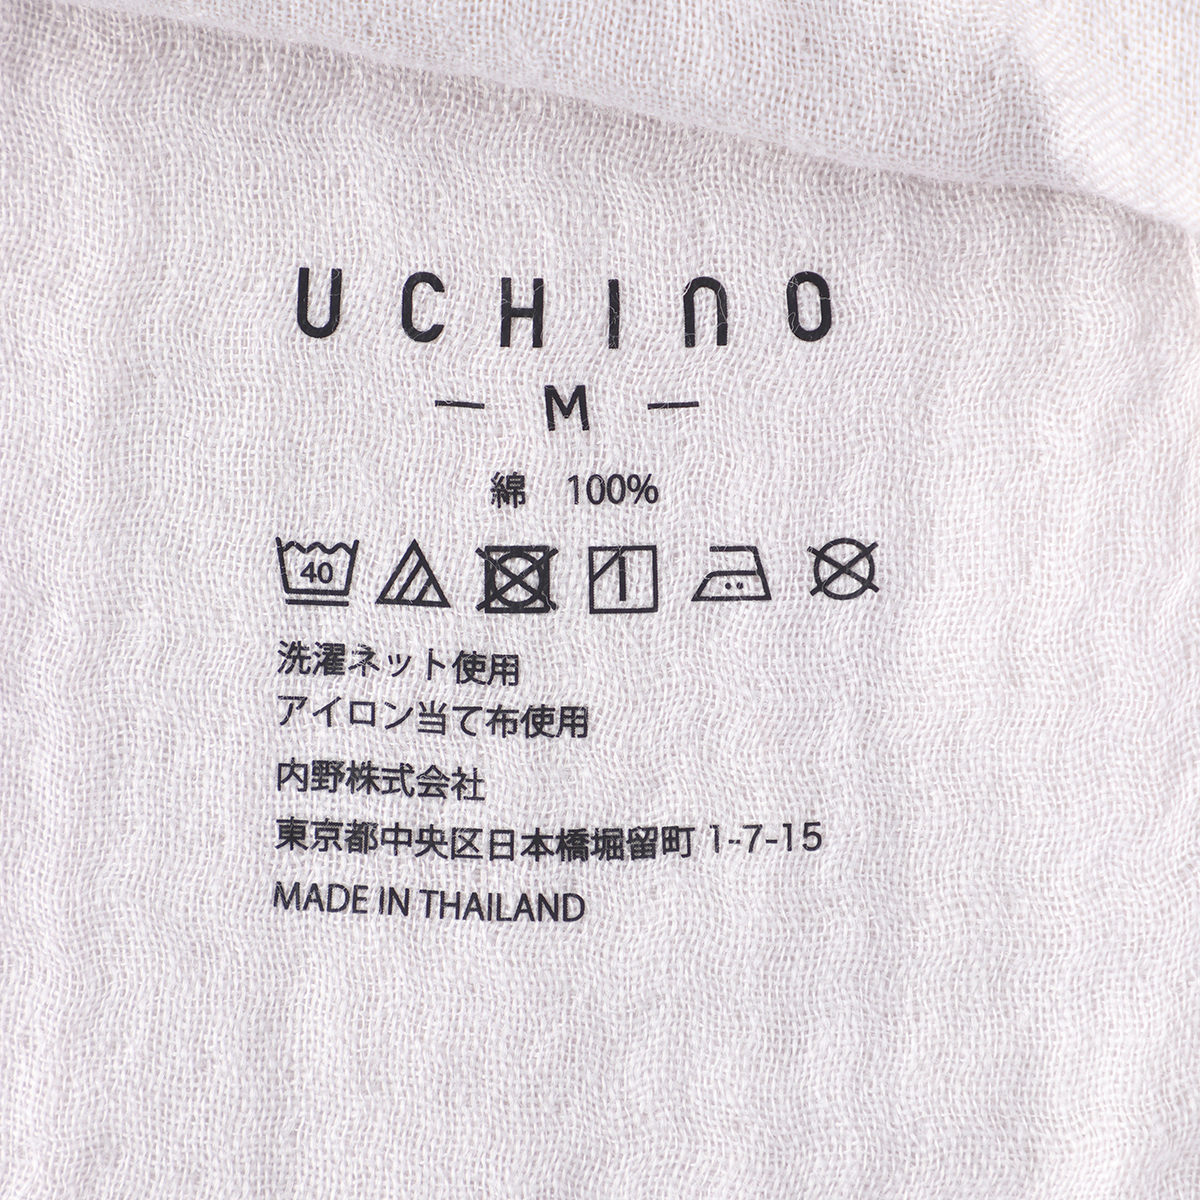 UCHINO
— M —
綿　100%
40
洗濯ネット使用
アイロン当て布使用
内野株式会社
東京都中央区日本橋堀留町 1-7-15
MADE IN THAILAND